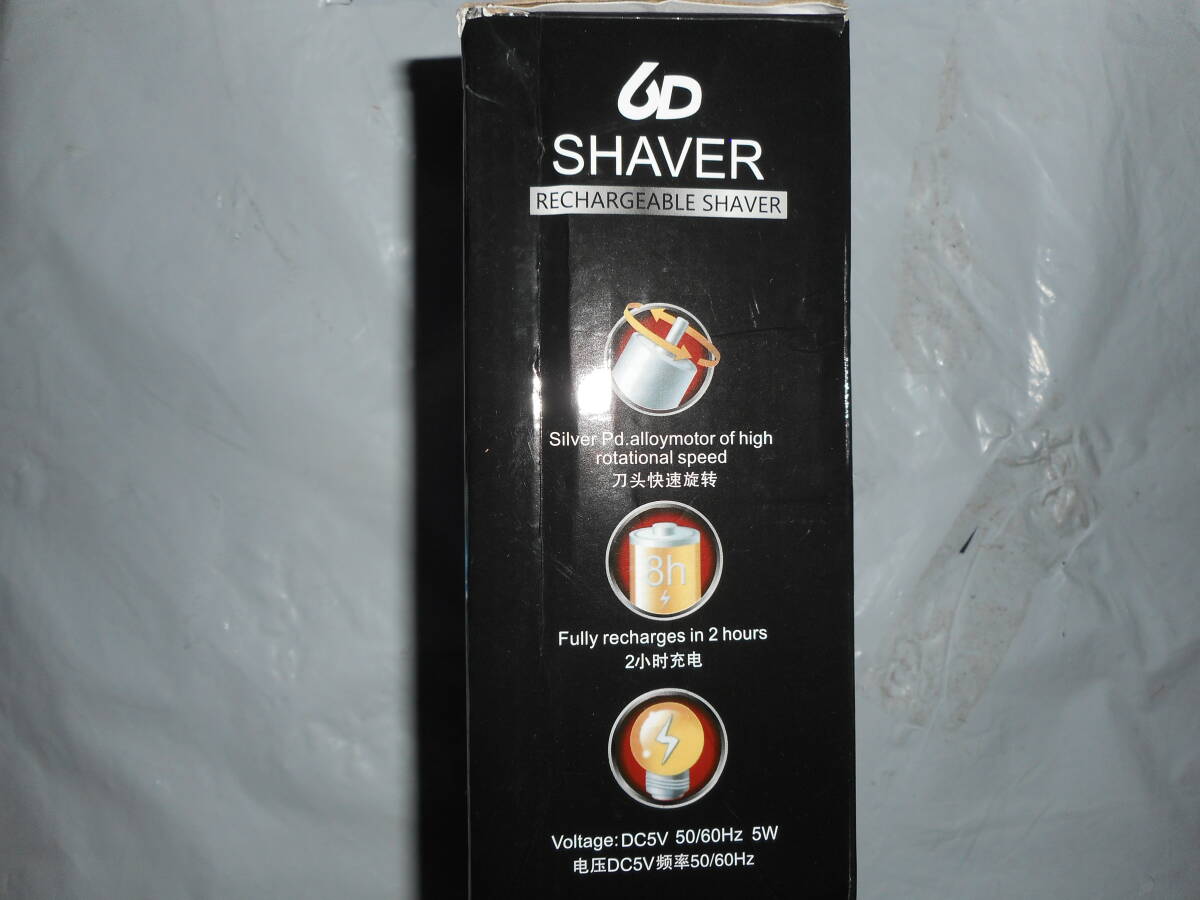 6D
SHAVER
RECHARGEABLE SHAVER
Silver Pd.alloymotor of high
rotational speed
刀头快速旋转
8h
Fully recharges in 2 hours
2小时充电
Voltage:DC5V 50/60Hz 5W
电压DC5V频率50/60Hz